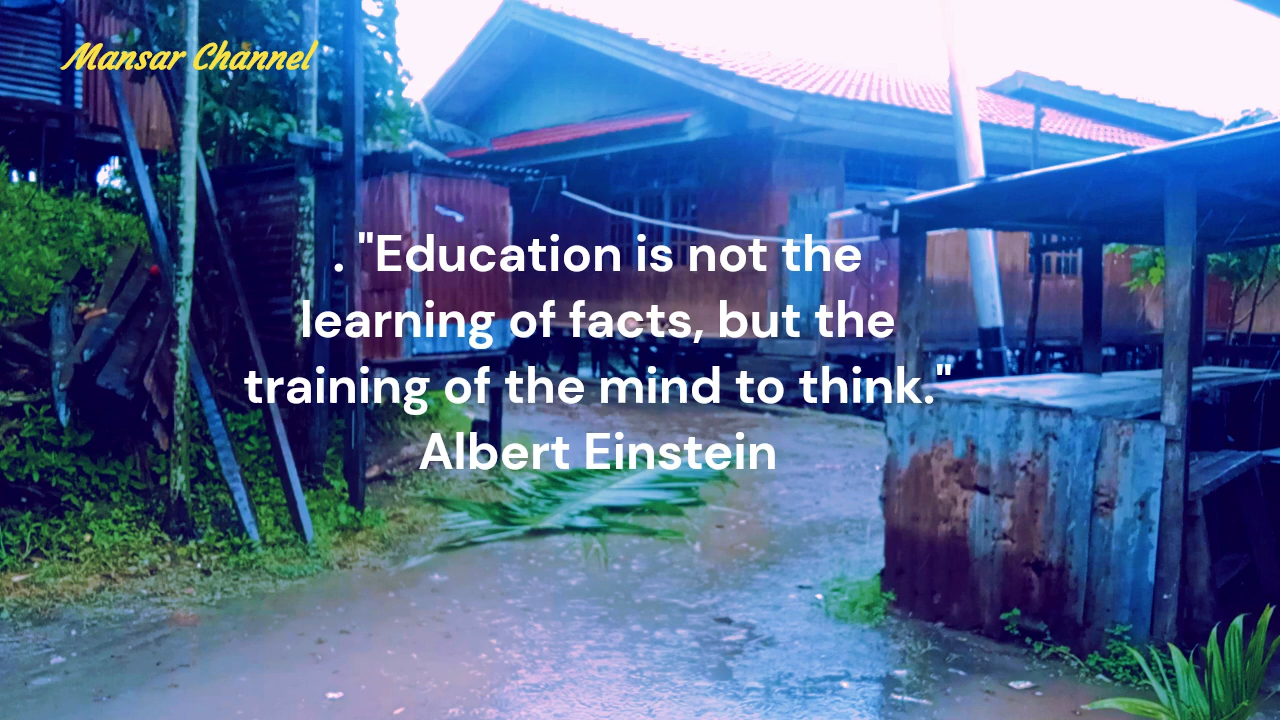 Mansar Channel
. "Education is not the
learning of facts, but the
training of the mind to think."
Albert Einstein